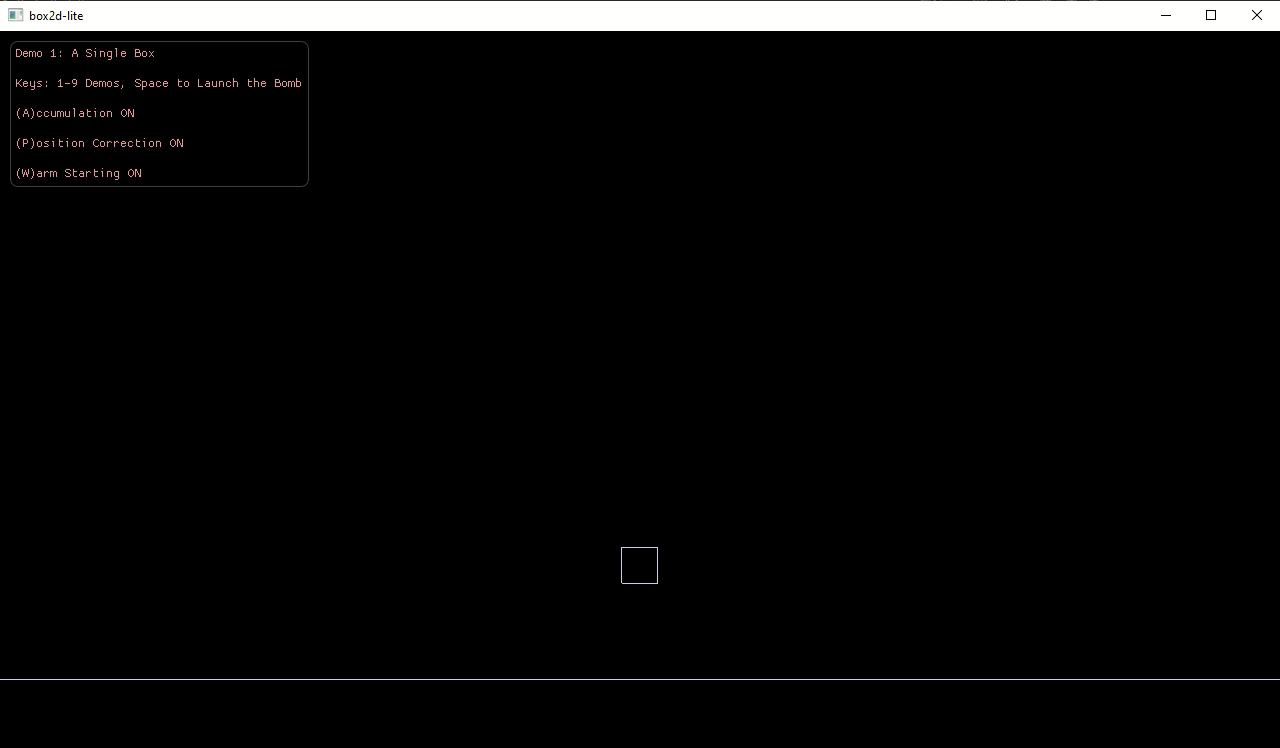 box2d-lite
Demo 1: A Single Box
Keys: 1-9 Demos, Space to Launch the Bomb
(A)ccumulation ON
(P)osition Correction ON
(W)arm Starting ON